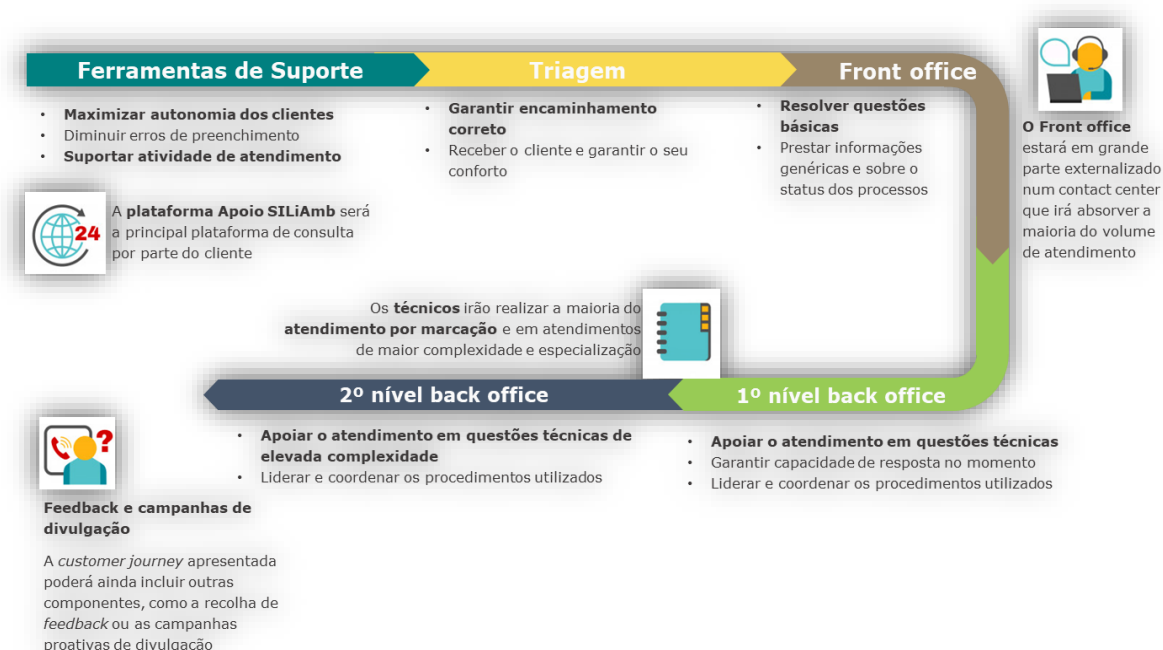 Ferramentas de Suporte
Triagem
Front office
• Maximizar autonomia dos clientes
• Diminuir erros de preenchimento
• Suportar atividade de atendimento
• Garantir encaminhamento
correto
• Receber o cliente e garantir o seu
conforto
• Resolver questões
básicas
• Prestar informações
genéricas e sobre o
status dos processos
O Front office
estará em grande
parte externalizado
num contact center
que irá absorver a
maioria do volume
de atendimento
24
A plataforma Apoio SILiAmb será
a principal plataforma de consulta
por parte do cliente
Os técnicos irão realizar a maioria do
atendimento por marcação e em atendimentos
de maior complexidade e especialização
2º nível back office
1º nível back office
• Apoiar o atendimento em questões técnicas de
elevada complexidade
• Liderar e coordenar os procedimentos utilizados
• Apoiar o atendimento em questões técnicas
• Garantir capacidade de resposta no momento
• Liderar e coordenar os procedimentos utilizados
?
Feedback e campanhas de
divulgação
A customer journey apresentada
poderá ainda incluir outras
componentes, como a recolha de
feedback ou as campanhas
proativas de divulgação